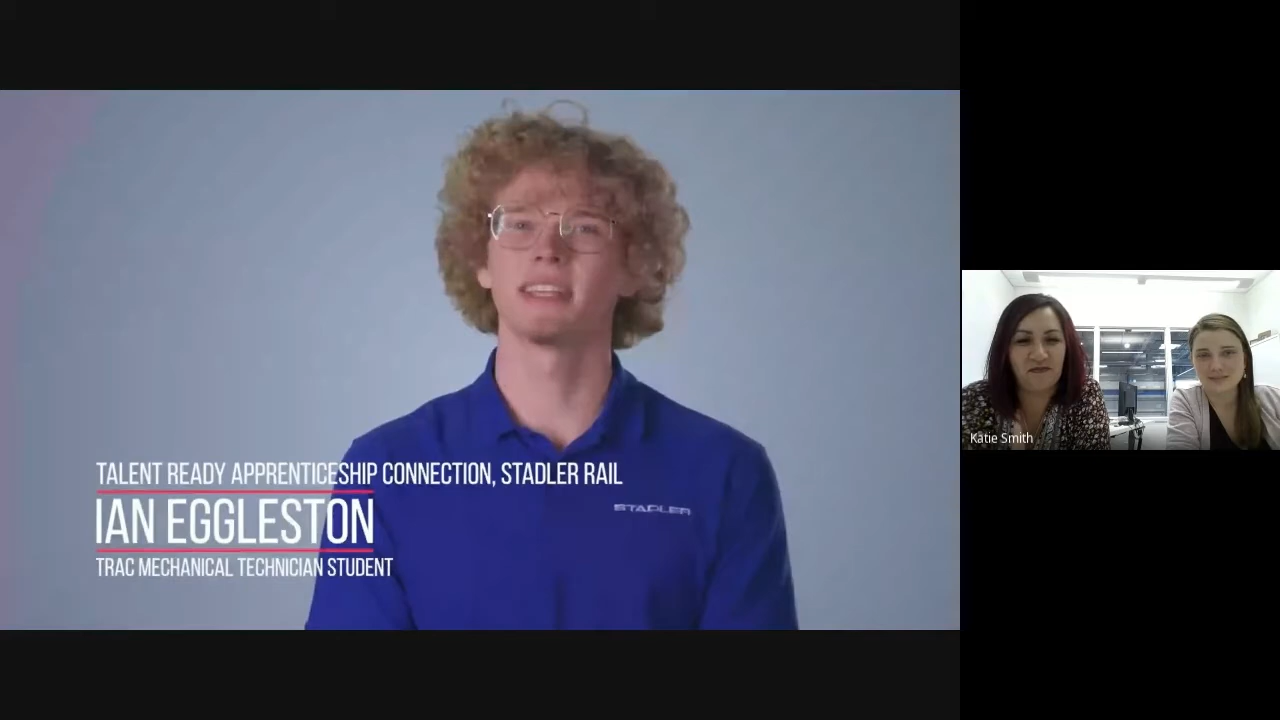 TALENT READY APPRENTICESHIP CONNECTION, STADLER RAIL
IAN EGGLESTON
TRAC MECHANICAL TECHNICIAN STUDENT
STADLER
Katie Smith